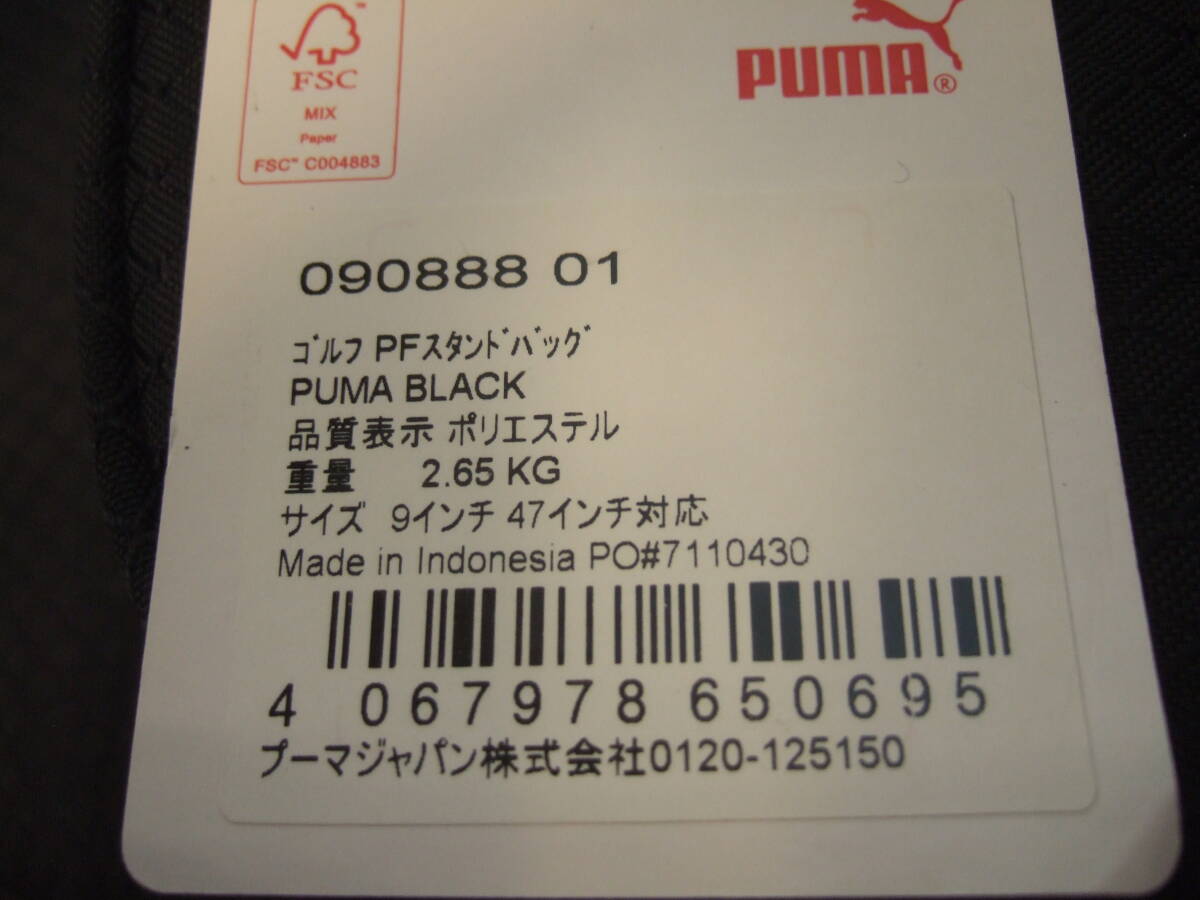 FSC
MIX
Paper
FSC® C004883
PUMA®
090888 01
ゴルフ PFスタンドバッグ
PUMA BLACK
品質表示 ポリエステル
重量 2.65 KG
サイズ 9インチ 47インチ対応
Made in Indonesia PO#7110430
4 067978 650695
プーマジャパン株式会社0120-125150